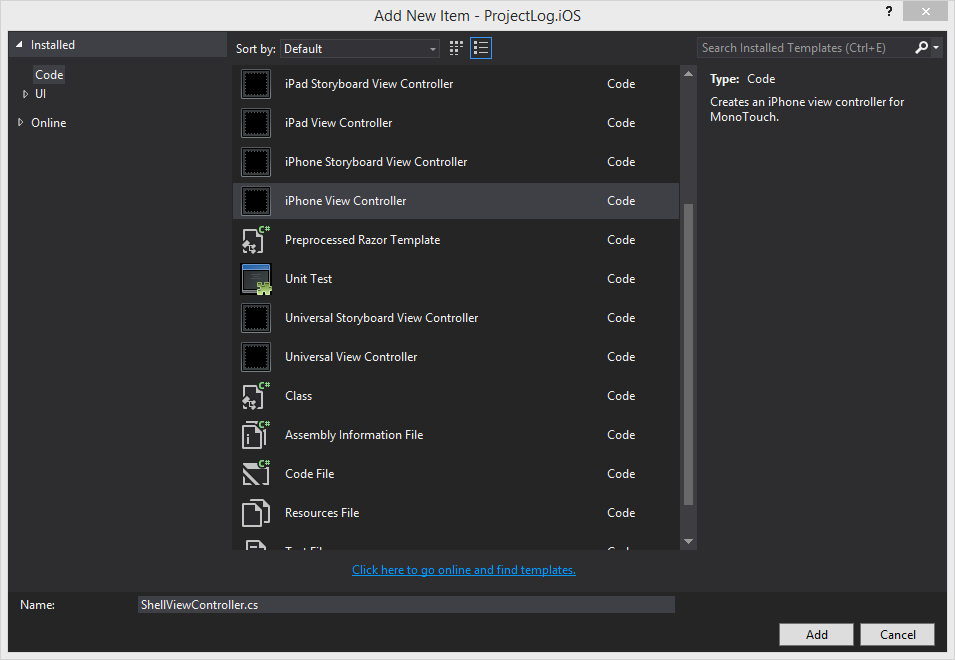 Add New Item - ProjectLog.iOS
?
Installed
Sort by: Default
Search Installed Templates (Ctrl+E)
Code
UI
Online
iPad Storyboard View Controller Code
iPad View Controller Code
iPhone Storyboard View Controller Code
iPhone View Controller Code
Preprocessed Razor Template Code
Unit Test Code
Universal Storyboard View Controller Code
Universal View Controller Code
Class Code
Assembly Information File Code
Code File Code
Resources File Code
Type: Code
Creates an iPhone view controller for
MonoTouch.
Click here to go online and find templates.
Name: ShellViewController.cs
Add Cancel